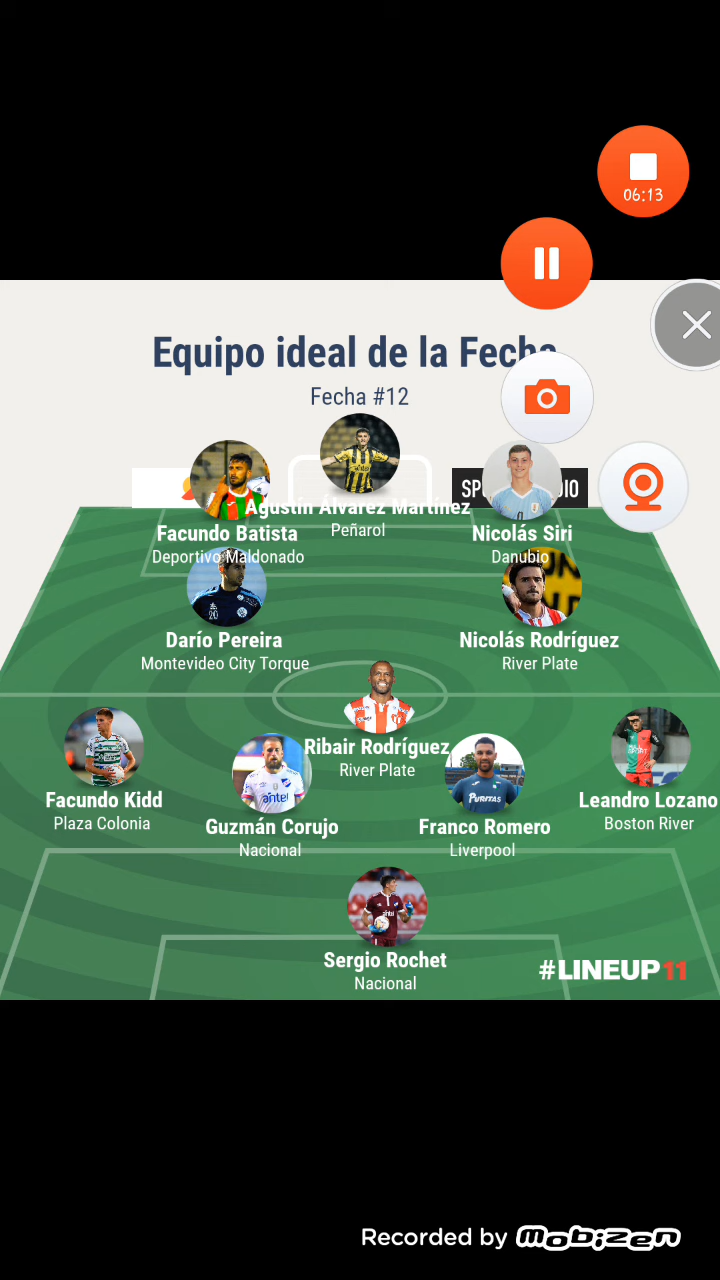 06:13
Equipo ideal de la Fecha
Fecha #12
Agustín Álvarez Martínez
Peñarol
Facundo Batista
Deportivo Maldonado
Nicolás Siri
Danubio
Darío Pereira
Montevideo City Torque
Nicolás Rodríguez
River Plate
Ribair Rodríguez
River Plate
Facundo Kidd
Plaza Colonia
Leandro Lozano
Boston River
Guzmán Corujo
Nacional
Franco Romero
Liverpool
Sergio Rochet
Nacional
#LINEUP11
Recorded by mobizen